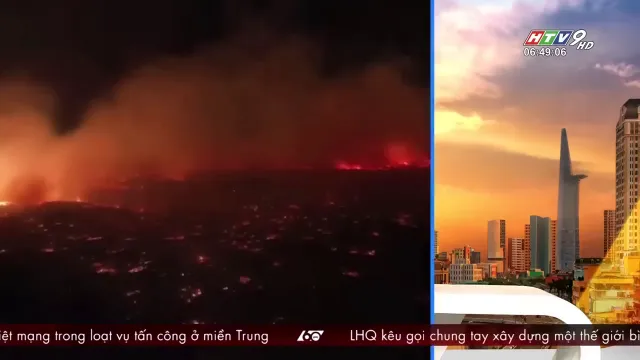 HTV9 HD
06:49:06
iệt mạng trong loạt vụ tấn công ở miền Trung 60 LHQ kêu gọi chung tay xây dựng một thế giới b